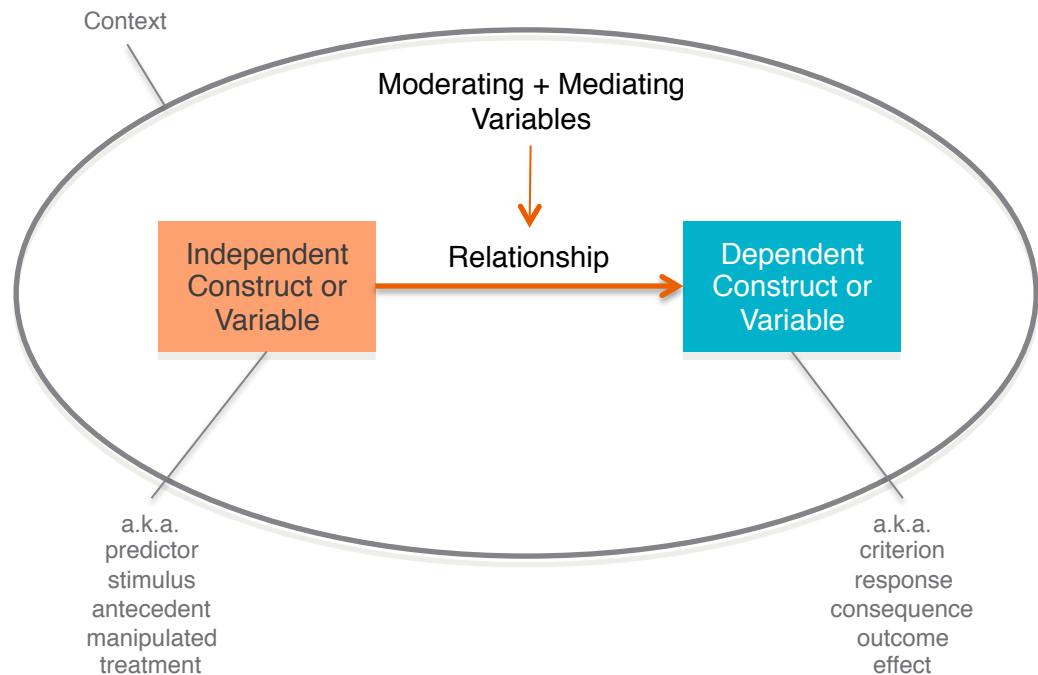 Context
Moderating + Mediating
Variables
Independent
Construct or
Variable
Relationship
Dependent
Construct or
Variable
a.k.a.
predictor
stimulus
antecedent
manipulated
treatment
a.k.a.
criterion
response
consequence
outcome
effect